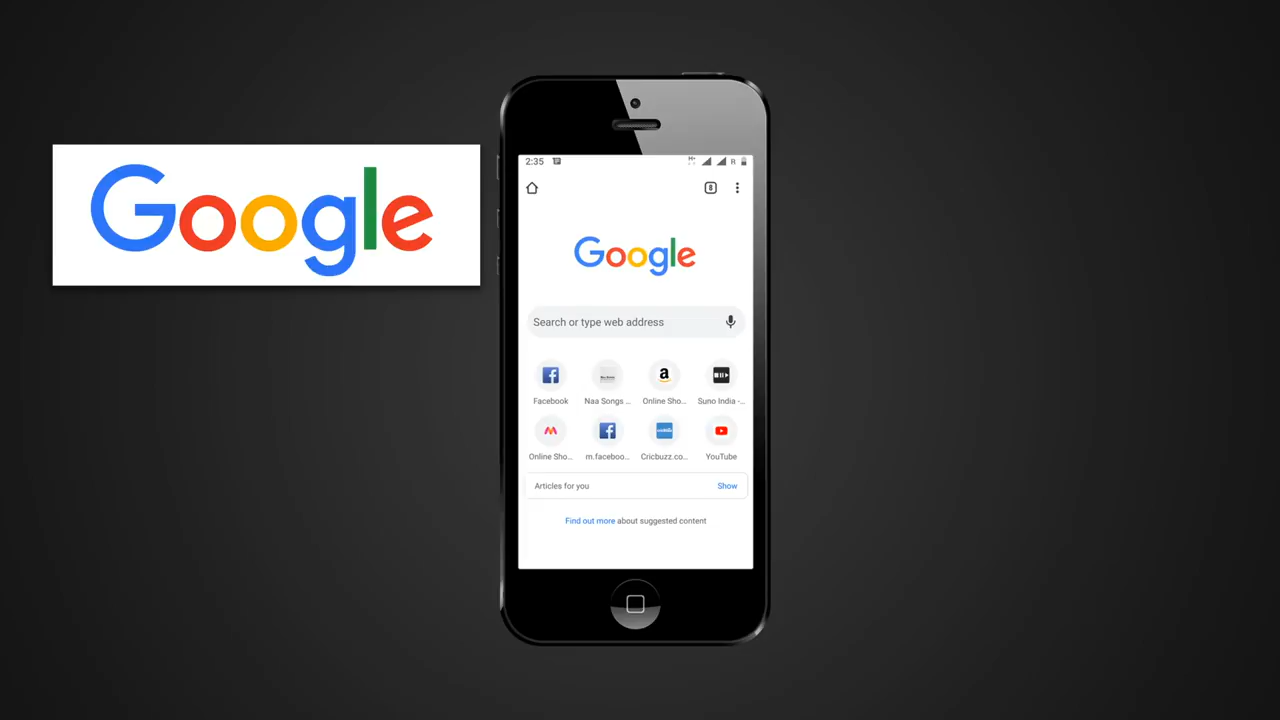 Google
2:35
H+
R
8
Google
Search or type web address
Facebook
Naa Songs ...
Online Sho...
Suno India -...
Online Sho...
m.faceboo...
Cricbuzz.co...
YouTube
Articles for you
Show
Find out more about suggested content